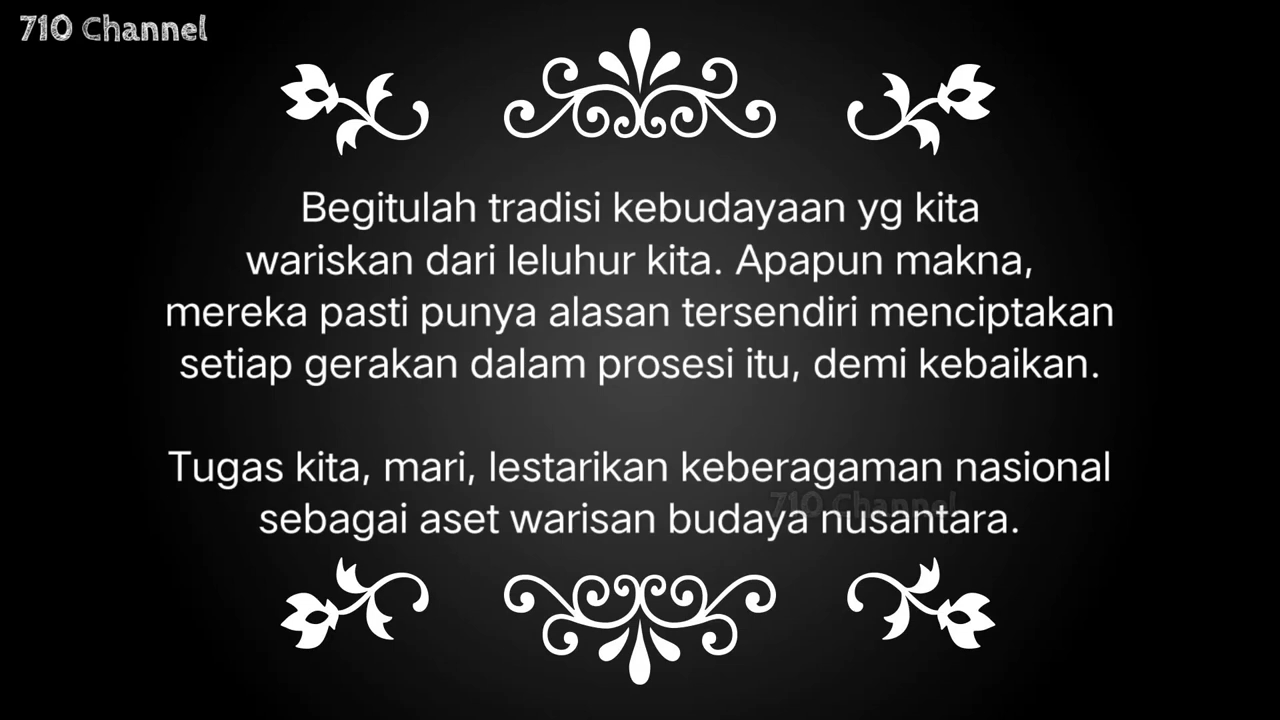 710 Channel
Begitulah tradisi kebudayaan yg kita
wariskan dari leluhur kita. Apapun makna,
mereka pasti punya alasan tersendiri menciptakan
setiap gerakan dalam prosesi itu, demi kebaikan.
Tugas kita, mari, lestarikan keberagaman nasional
710 Channel
sebagai aset warisan budaya nusantara.